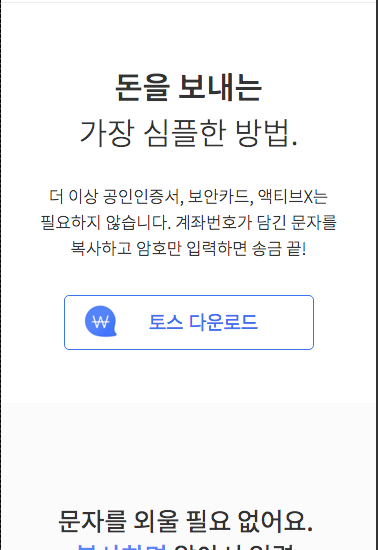 돈을 보내는
가장 심플한 방법.
더 이상 공인인증서, 보안카드, 액티브X는
필요하지 않습니다. 계좌번호가 담긴 문자를
복사하고 암호만 입력하면 송금 끝!
₩ 토스 다운로드
문자를 외울 필요 없어요.